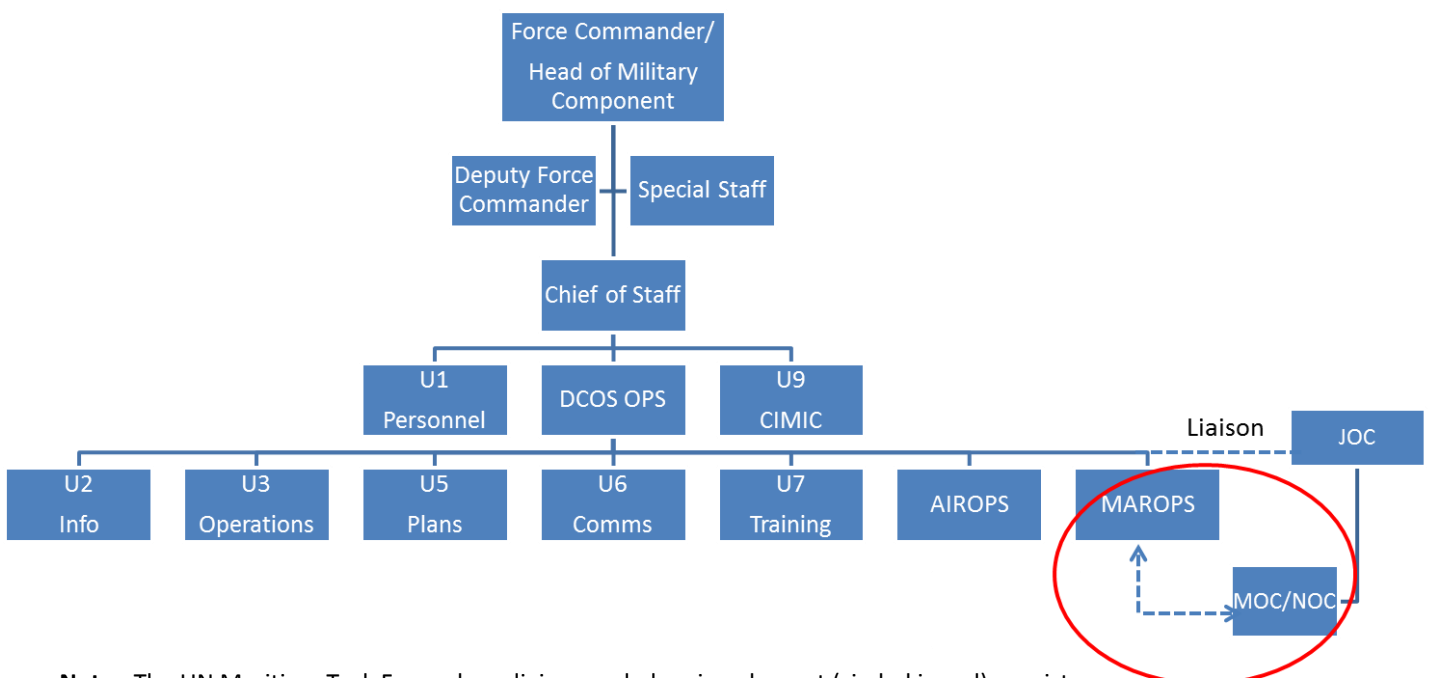 Force Commander/
Head of Military
Component
Deputy Force
Commander
Special Staff
Chief of Staff
U1
Personnel
DCOS OPS
U9
CIMIC
Liaison
JOC
U2
Info
U3
Operations
U5
Plans
U6
Comms
U7
Training
AIROPS
MAROPS
MOC/NOC